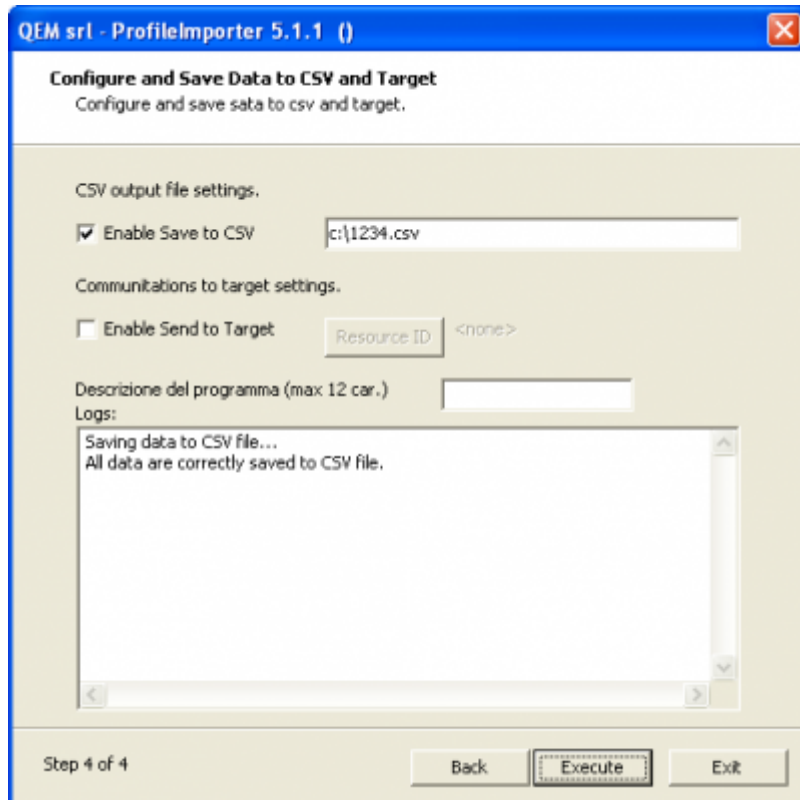 QEM srl - ProfileImporter 5.1.1 ()
Configure and Save Data to CSV and Target
Configure and save sata to csv and target.
CSV output file settings.
Enable Save to CSV c:\1234.csv
Communitations to target settings.
Enable Send to Target Resource ID <none>
Descrizione del programma (max 12 car.)
Logs:
Saving data to CSV file...
All data are correctly saved to CSV file.
Step 4 of 4 Back Execute Exit